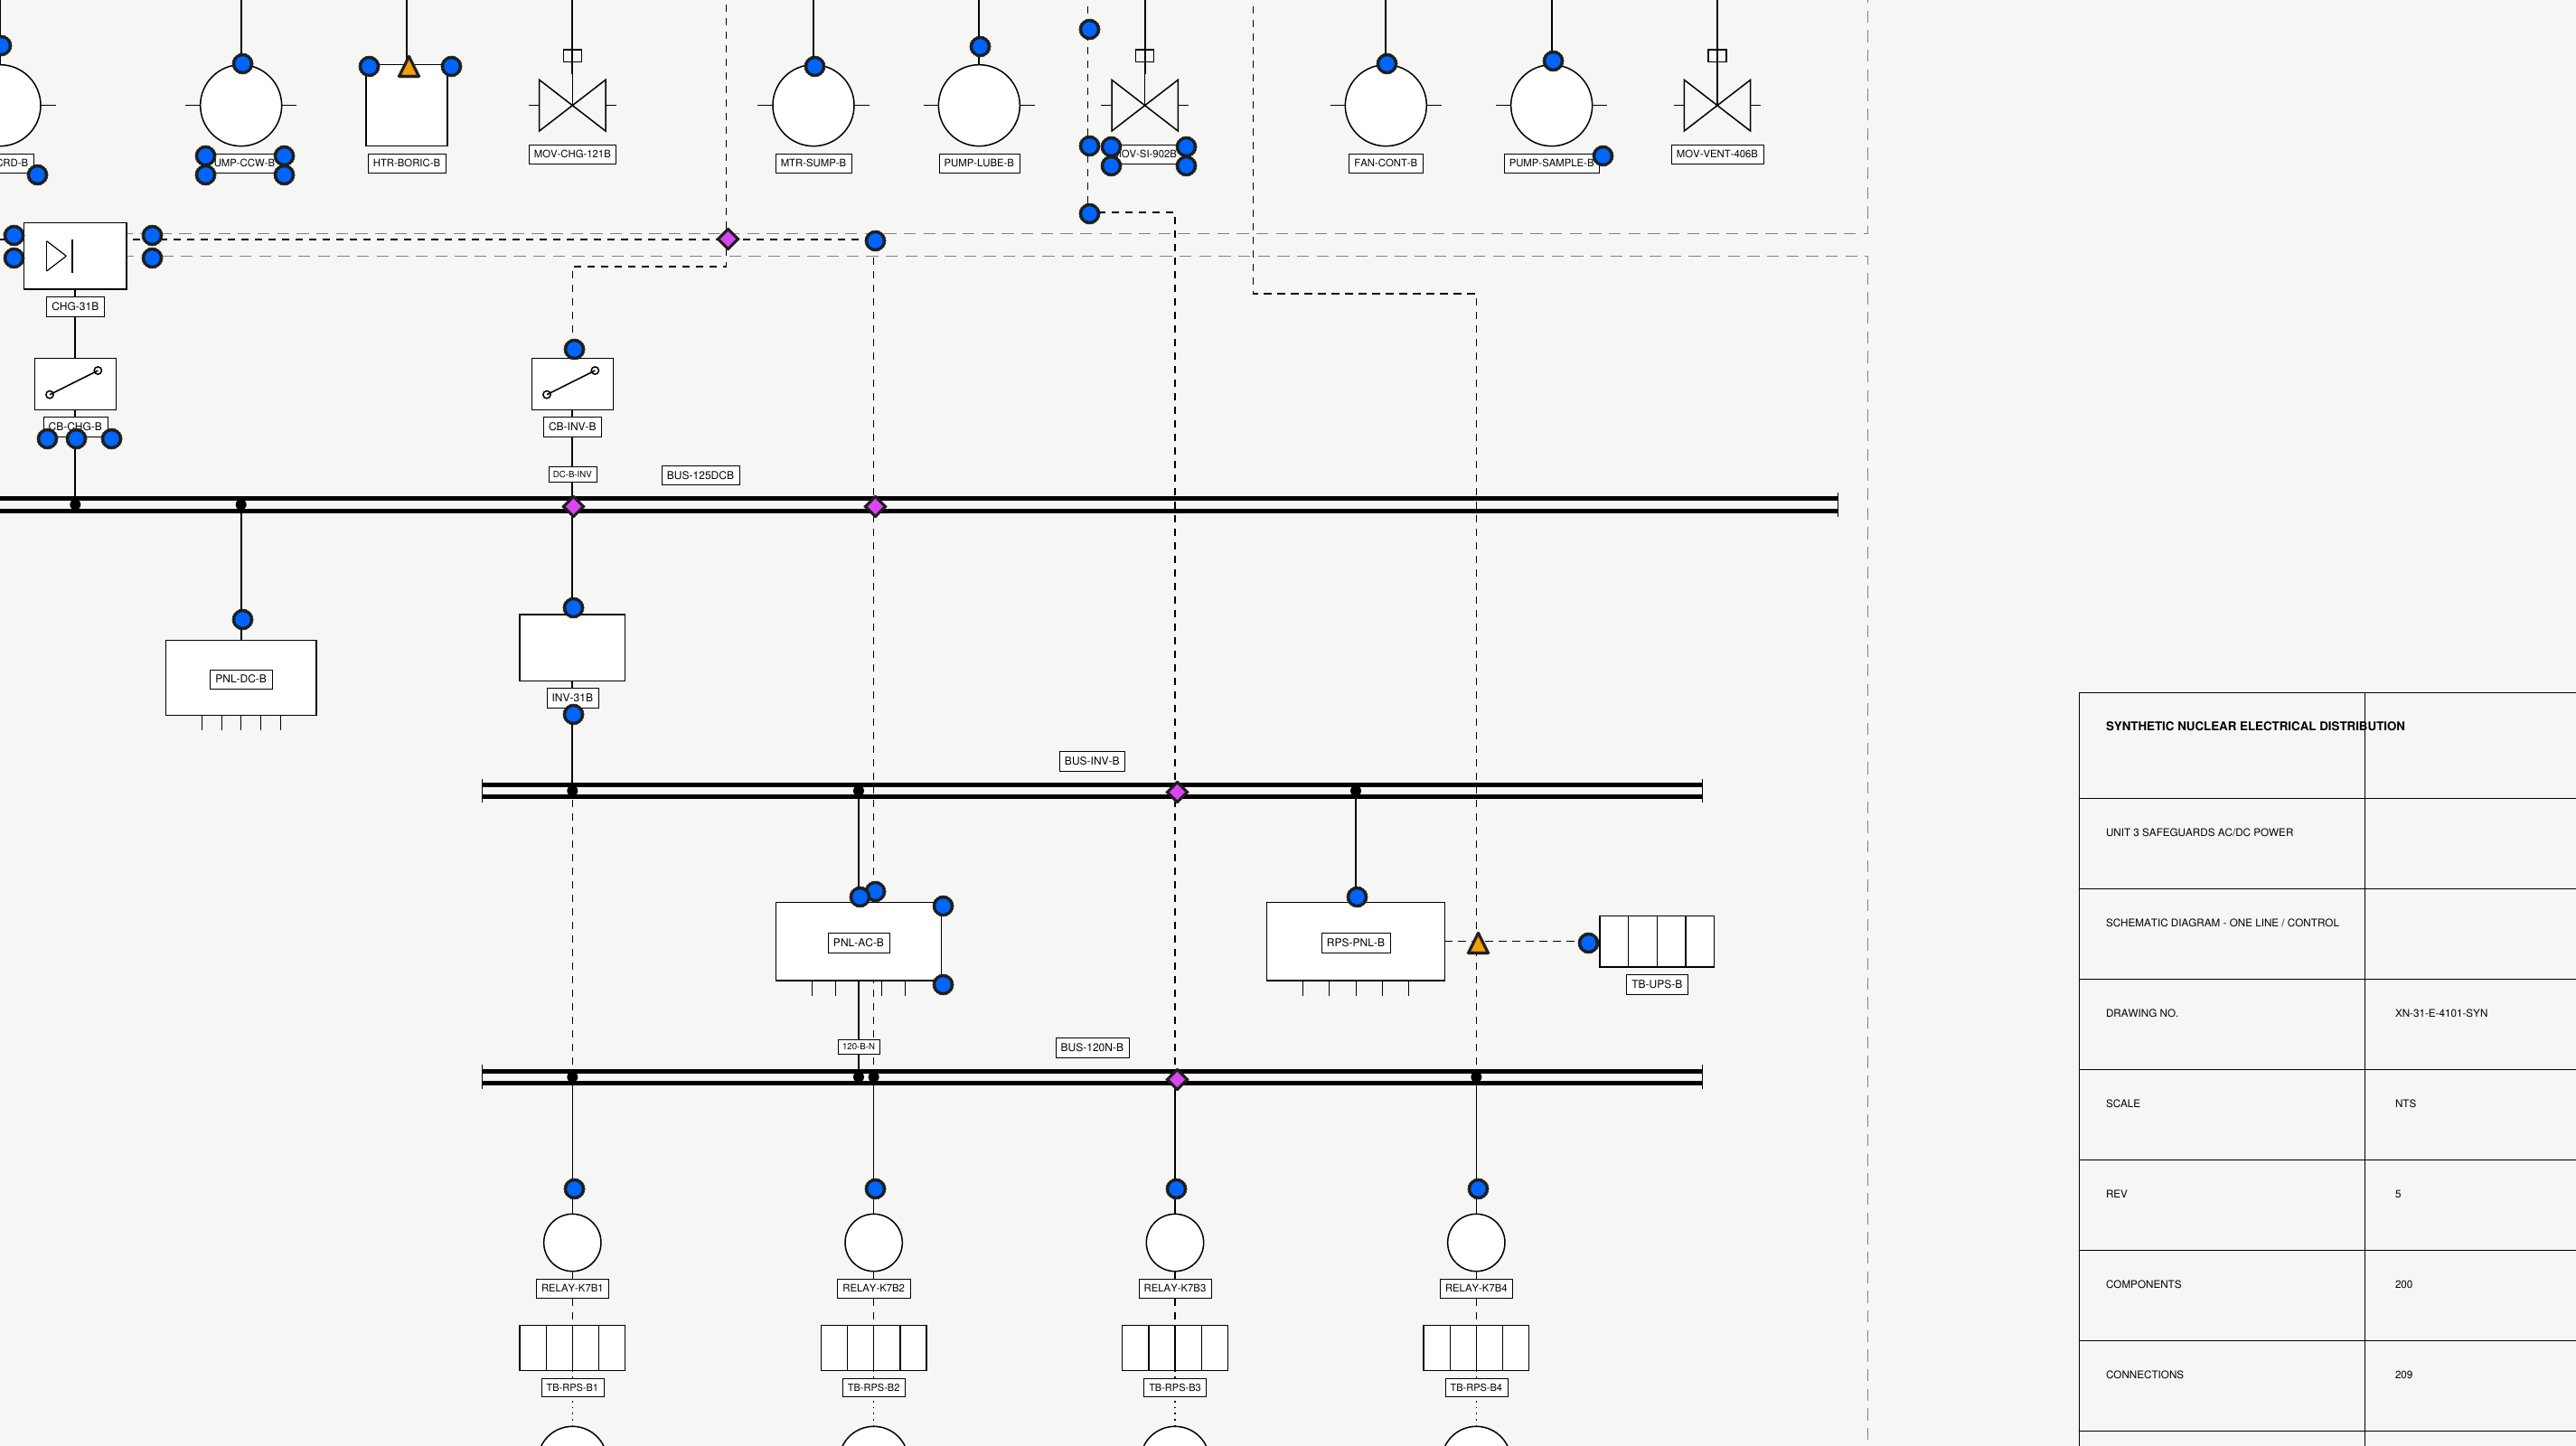 CRD-B
UMP-CCW-B
HTR-BORIC-B
MOV-CHG-121B
MTR-SUMP-B
PUMP-LUBE-B
OV-SI-902B
FAN-CONT-B
PUMP-SAMPLE-B
MOV-VENT-406B
CHG-31B
CB-CHG-B
CB-INV-B
DC-B-INV
BUS-125DCB
PNL-DC-B
INV-31B
BUS-INV-B
PNL-AC-B
RPS-PNL-B
TB-UPS-B
120-B-N
BUS-120N-B
RELAY-K7B1
RELAY-K7B2
RELAY-K7B3
RELAY-K7B4
TB-RPS-B1
TB-RPS-B2
TB-RPS-B3
TB-RPS-B4
SYNTHETIC NUCLEAR ELECTRICAL DISTRIBUTION
UNIT 3 SAFEGUARDS AC/DC POWER
SCHEMATIC DIAGRAM - ONE LINE / CONTROL
DRAWING NO. XN-31-E-4101-SYN
SCALE NTS
REV 5
COMPONENTS 200
CONNECTIONS 209